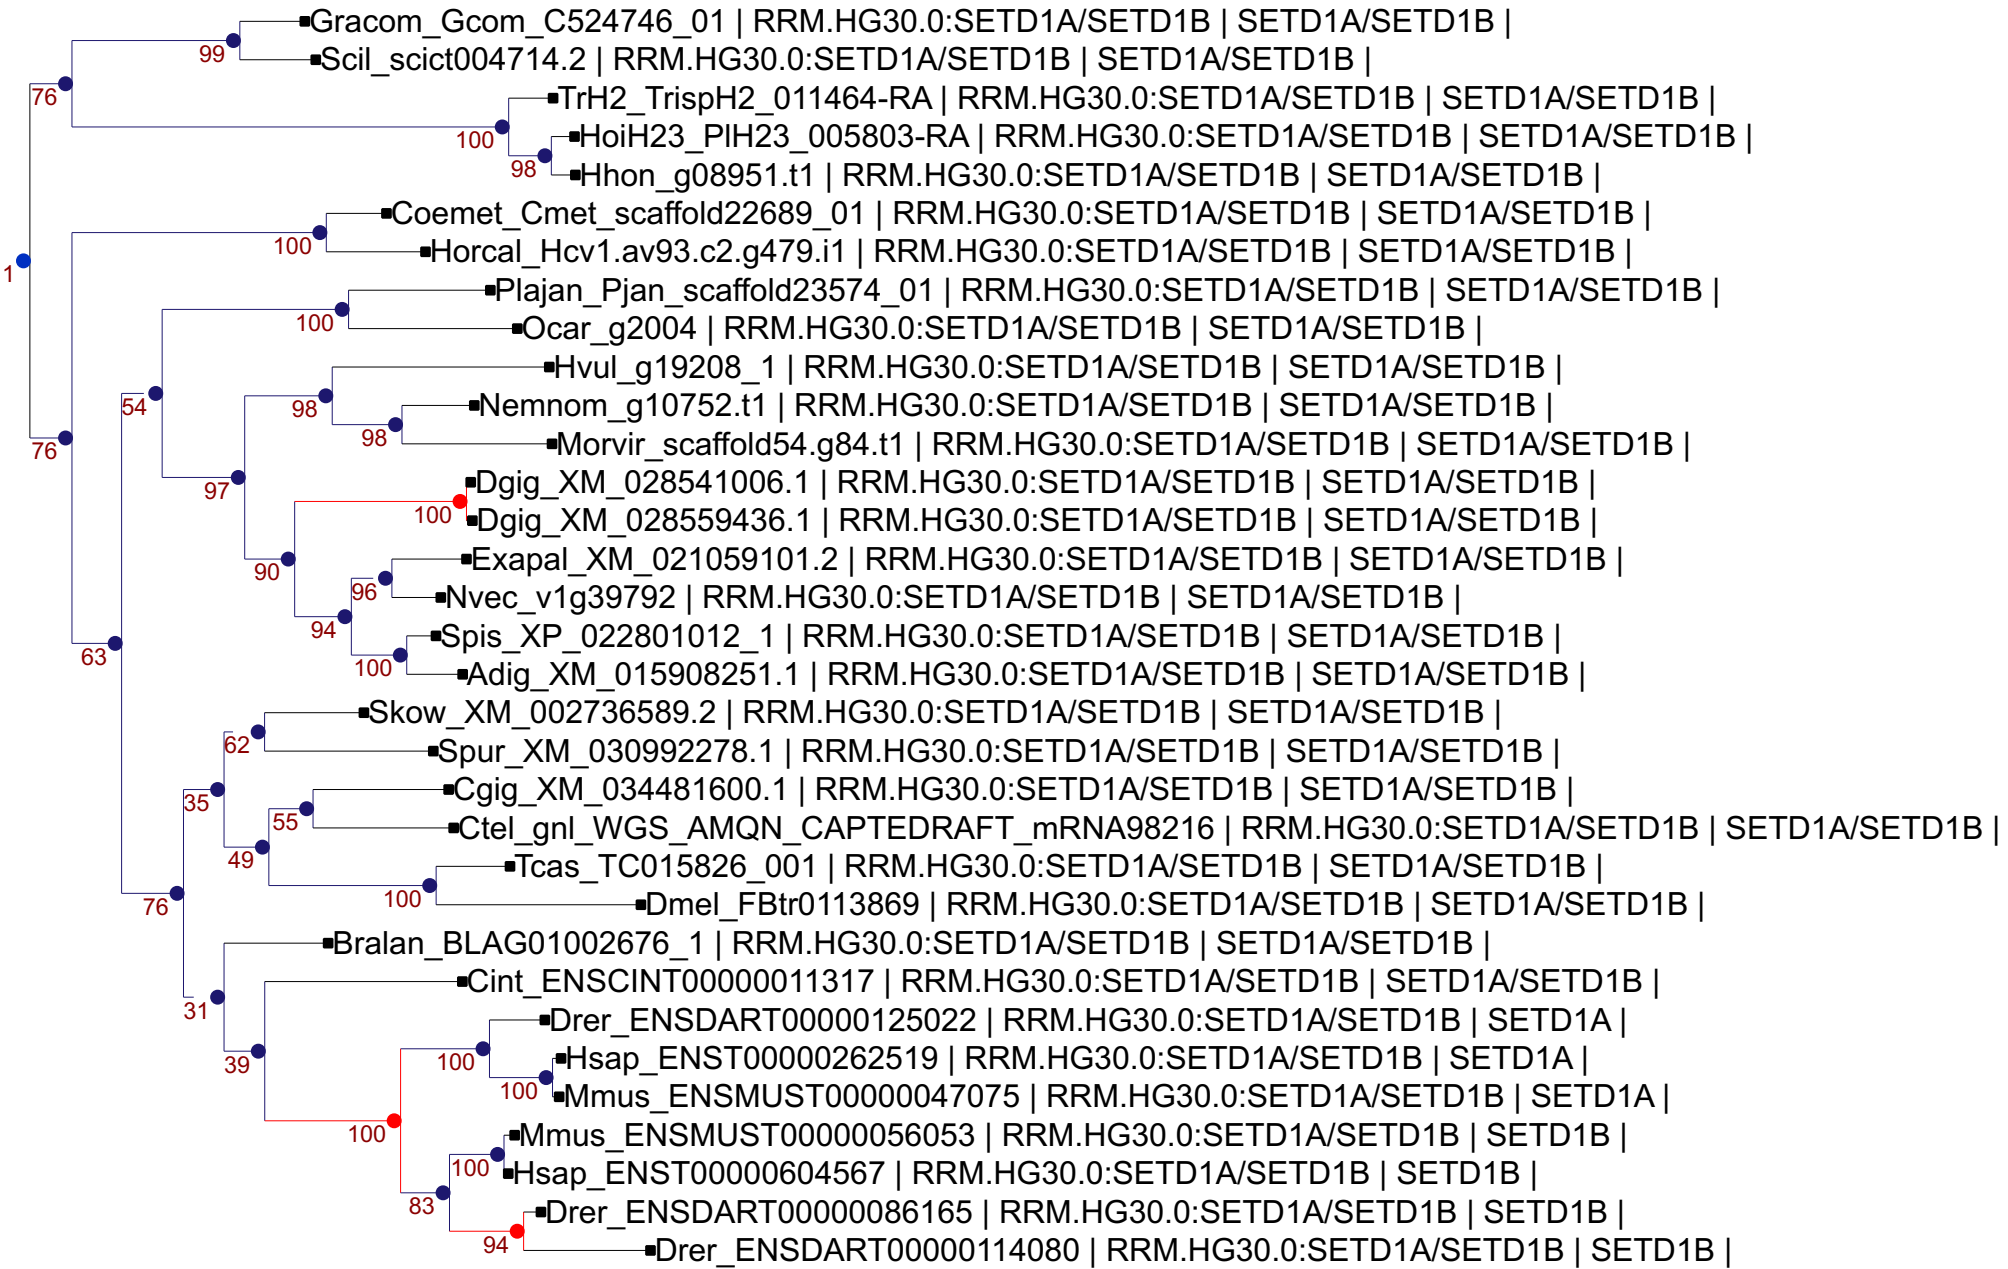 Gracom_Gcom_C524746_01 | RRM.HG30.0:SETD1A/SETD1B | SETD1A/SETD1B |
99
Scil_scict004714.2 | RRM.HG30.0:SETD1A/SETD1B | SETD1A/SETD1B |
76
TrH2_TrispH2_011464-RA | RRM.HG30.0:SETD1A/SETD1B | SETD1A/SETD1B |
100
HoiH23_PlH23_005803-RA | RRM.HG30.0:SETD1A/SETD1B | SETD1A/SETD1B |
98
Hhon_g08951.t1 | RRM.HG30.0:SETD1A/SETD1B | SETD1A/SETD1B |
Coemet_Cmet_scaffold22689_01 | RRM.HG30.0:SETD1A/SETD1B | SETD1A/SETD1B |
100
Horcal_Hcv1.av93.c2.g479.i1 | RRM.HG30.0:SETD1A/SETD1B | SETD1A/SETD1B |
1
Plajan_Pjan_scaffold23574_01 | RRM.HG30.0:SETD1A/SETD1B | SETD1A/SETD1B |
100
Ocar_g2004 | RRM.HG30.0:SETD1A/SETD1B | SETD1A/SETD1B |
Hvul_g19208_1 | RRM.HG30.0:SETD1A/SETD1B | SETD1A/SETD1B |
54
98
Nemnom_g10752.t1 | RRM.HG30.0:SETD1A/SETD1B | SETD1A/SETD1B |
98
Morvir_scaffold54.g84.t1 | RRM.HG30.0:SETD1A/SETD1B | SETD1A/SETD1B |
76
Dgig_XM_028541006.1 | RRM.HG30.0:SETD1A/SETD1B | SETD1A/SETD1B |
97
100
Dgig_XM_028559436.1 | RRM.HG30.0:SETD1A/SETD1B | SETD1A/SETD1B |
Exapal_XM_021059101.2 | RRM.HG30.0:SETD1A/SETD1B | SETD1A/SETD1B |
90
96
Nvec_v1g39792 | RRM.HG30.0:SETD1A/SETD1B | SETD1A/SETD1B |
94
Spis_XP_022801012_1 | RRM.HG30.0:SETD1A/SETD1B | SETD1A/SETD1B |
63
100
Adig_XM_015908251.1 | RRM.HG30.0:SETD1A/SETD1B | SETD1A/SETD1B |
Skow_XM_002736589.2 | RRM.HG30.0:SETD1A/SETD1B | SETD1A/SETD1B |
62
Spur_XM_030992278.1 | RRM.HG30.0:SETD1A/SETD1B | SETD1A/SETD1B |
Cgig_XM_034481600.1 | RRM.HG30.0:SETD1A/SETD1B | SETD1A/SETD1B |
35
55
Ctel_gnl_WGS_AMQN_CAPTEDRAFT_mRNA98216 | RRM.HG30.0:SETD1A/SETD1B | SETD1A/SETD1B |
49
Tcas_TC015826_001 | RRM.HG30.0:SETD1A/SETD1B | SETD1A/SETD1B |
76
100
Dmel_FBtr0113869 | RRM.HG30.0:SETD1A/SETD1B | SETD1A/SETD1B |
Bralan_BLAG01002676_1 | RRM.HG30.0:SETD1A/SETD1B | SETD1A/SETD1B |
Cint_ENSCINT00000011317 | RRM.HG30.0:SETD1A/SETD1B | SETD1A/SETD1B |
31
Drer_ENSDART00000125022 | RRM.HG30.0:SETD1A/SETD1B | SETD1A |
39
100
Hsap_ENST00000262519 | RRM.HG30.0:SETD1A/SETD1B | SETD1A |
100
Mmus_ENSMUST00000047075 | RRM.HG30.0:SETD1A/SETD1B | SETD1A |
100
Mmus_ENSMUST00000056053 | RRM.HG30.0:SETD1A/SETD1B | SETD1B |
100
Hsap_ENST00000604567 | RRM.HG30.0:SETD1A/SETD1B | SETD1B |
83
Drer_ENSDART00000086165 | RRM.HG30.0:SETD1A/SETD1B | SETD1B |
94
Drer_ENSDART00000114080 | RRM.HG30.0:SETD1A/SETD1B | SETD1B |